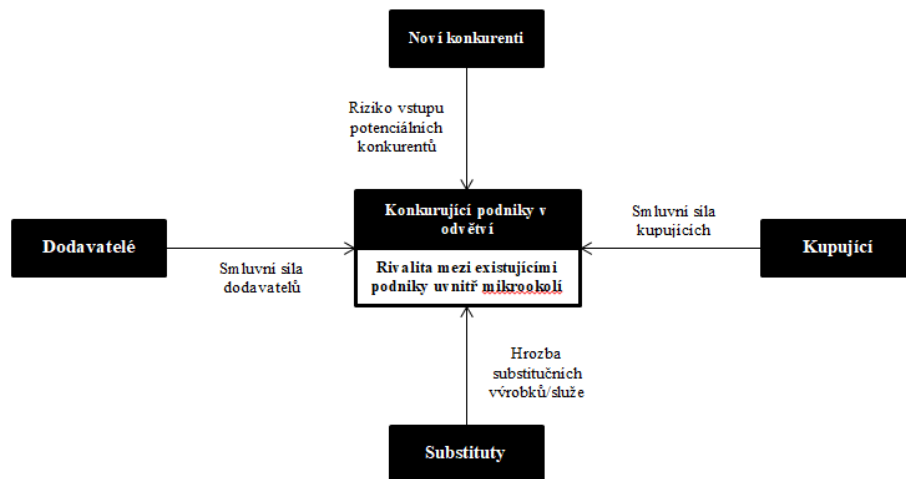 Noví konkurenti
Riziko vstupu
potenciálních
konkurentů
Konkurující podniky v
odvětví
Smluvní síla
kupujících
Dodavatelé
Kupující
Smluvní síla
dodavatelů
Rivalita mezi existujícími
podniky uvnitř mikrookolí
Hrozba
substitučních
výrobků/služe
Substituty